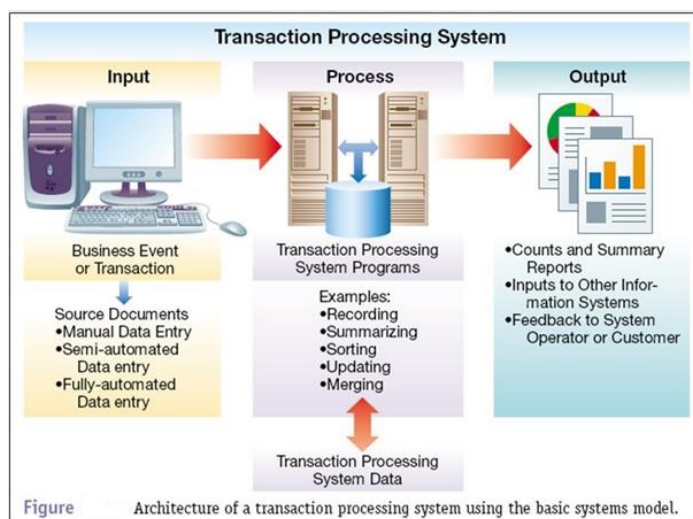 Transaction Processing System
Input
Business Event
or Transaction
Source Documents
•Manual Data Entry
•Semi-automated
Data entry
•Fully-automated
Data entry
Process
Transaction Processing
System Programs
Examples:
•Recording
•Summarizing
•Sorting
•Updating
•Merging
Transaction Processing
System Data
Output
•Counts and Summary
Reports
•Inputs to Other Infor-
mation Systems
•Feedback to System
Operator or Customer
Figure Architecture of a transaction processing system using the basic systems model.